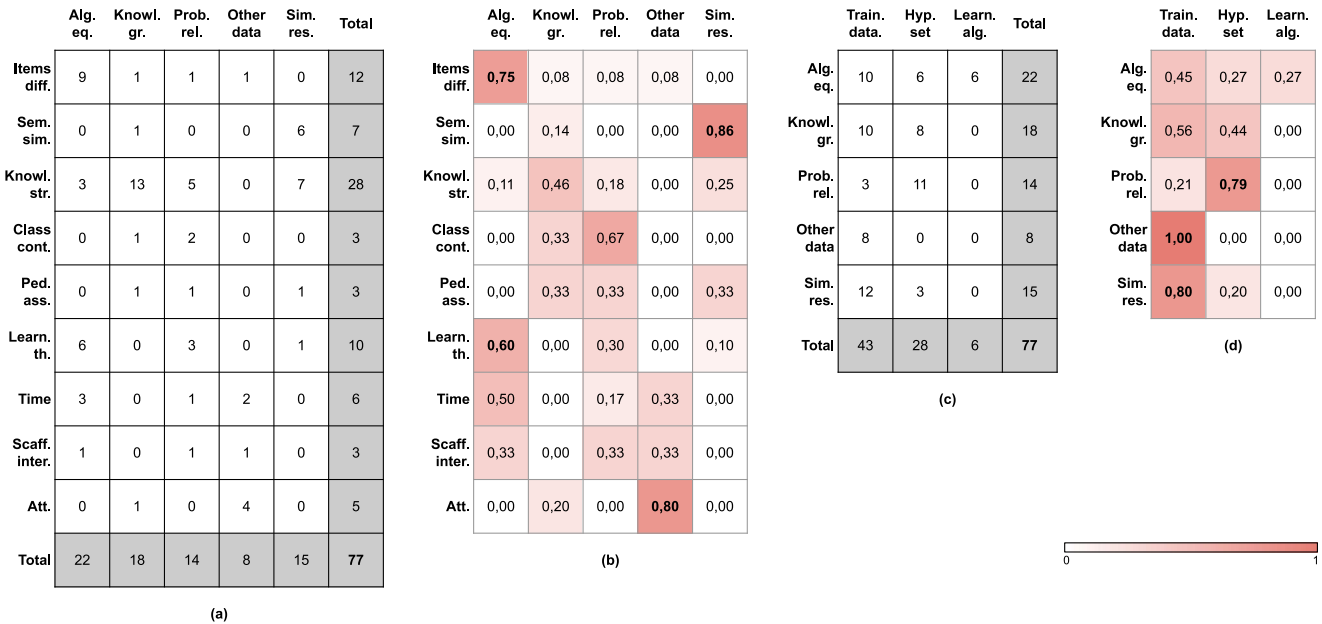 Alg. eq. Knowl. gr. Prob. rel. Other data Sim. res. Total
Items diff. 9 1 1 1 0 12
Sem. sim. 0 1 0 0 6 7
Knowl. str. 3 13 5 0 7 28
Class cont. 0 1 2 0 0 3
Ped. ass. 0 1 1 0 1 3
Learn. th. 6 0 3 0 1 10
Time 3 0 1 2 0 6
Scaff. inter. 1 0 1 1 0 3
Att. 0 1 0 4 0 5
Total 22 18 14 8 15 77
(a)
Alg. eq. Knowl. gr. Prob. rel. Other data Sim. res.
Items diff. 0,75 0,08 0,08 0,08 0,00
Sem. sim. 0,00 0,14 0,00 0,00 0,86
Knowl. str. 0,11 0,46 0,18 0,00 0,25
Class cont. 0,00 0,33 0,67 0,00 0,00
Ped. ass. 0,00 0,33 0,33 0,00 0,33
Learn. th. 0,60 0,00 0,30 0,00 0,10
Time 0,50 0,00 0,17 0,33 0,00
Scaff. inter. 0,33 0,00 0,33 0,33 0,00
Att. 0,00 0,20 0,00 0,80 0,00
(b)
Train. data. Hyp. set Learn. alg. Total
Alg. eq. 10 6 6 22
Knowl. gr. 10 8 0 18
Prob. rel. 3 11 0 14
Other data 8 0 0 8
Sim. res. 12 3 0 15
Total 43 28 6 77
(c)
Train. data. Hyp. set Learn. alg.
Alg. eq. 0,45 0,27 0,27
Knowl. gr. 0,56 0,44 0,00
Prob. rel. 0,21 0,79 0,00
Other data 1,00 0,00 0,00
Sim. res. 0,80 0,20 0,00
(d)
0 1